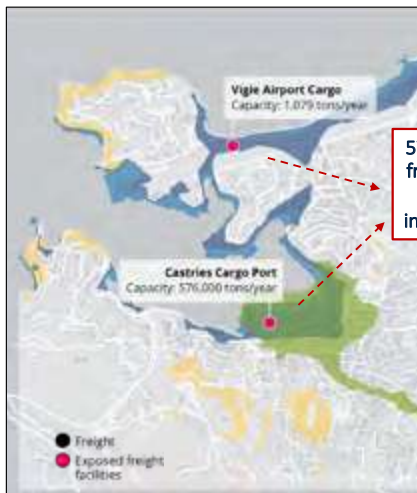 Vigie Airport Cargo
Capacity: 1,079 tons/year
5
fr
in
Castries Cargo Port
Capacity: 576,000 tons/year
Freight
Exposed freight
facilities